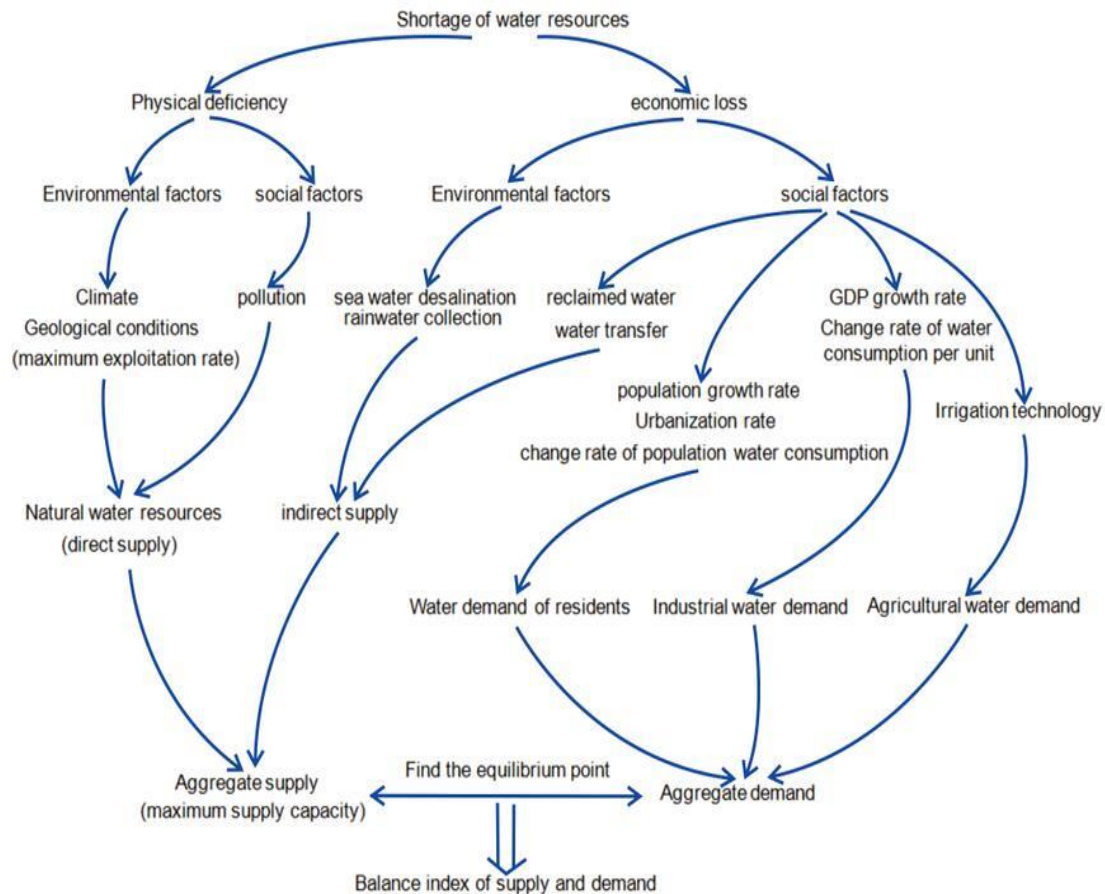 Shortage of water resources
Physical deficiency
economic loss
Environmental factors
social factors
Environmental factors
social factors
Climate
Geological conditions
(maximum exploitation rate)
pollution
sea water desalination
rainwater collection
reclaimed water
water transfer
GDP growth rate
Change rate of water
consumption per unit
population growth rate
Urbanization rate
change rate of population water consumption
Irrigation technology
Natural water resources
(direct supply)
indirect supply
Water demand of residents
Industrial water demand
Agricultural water demand
Aggregate supply
(maximum supply capacity)
Find the equilibrium point
Aggregate demand
Balance index of supply and demand